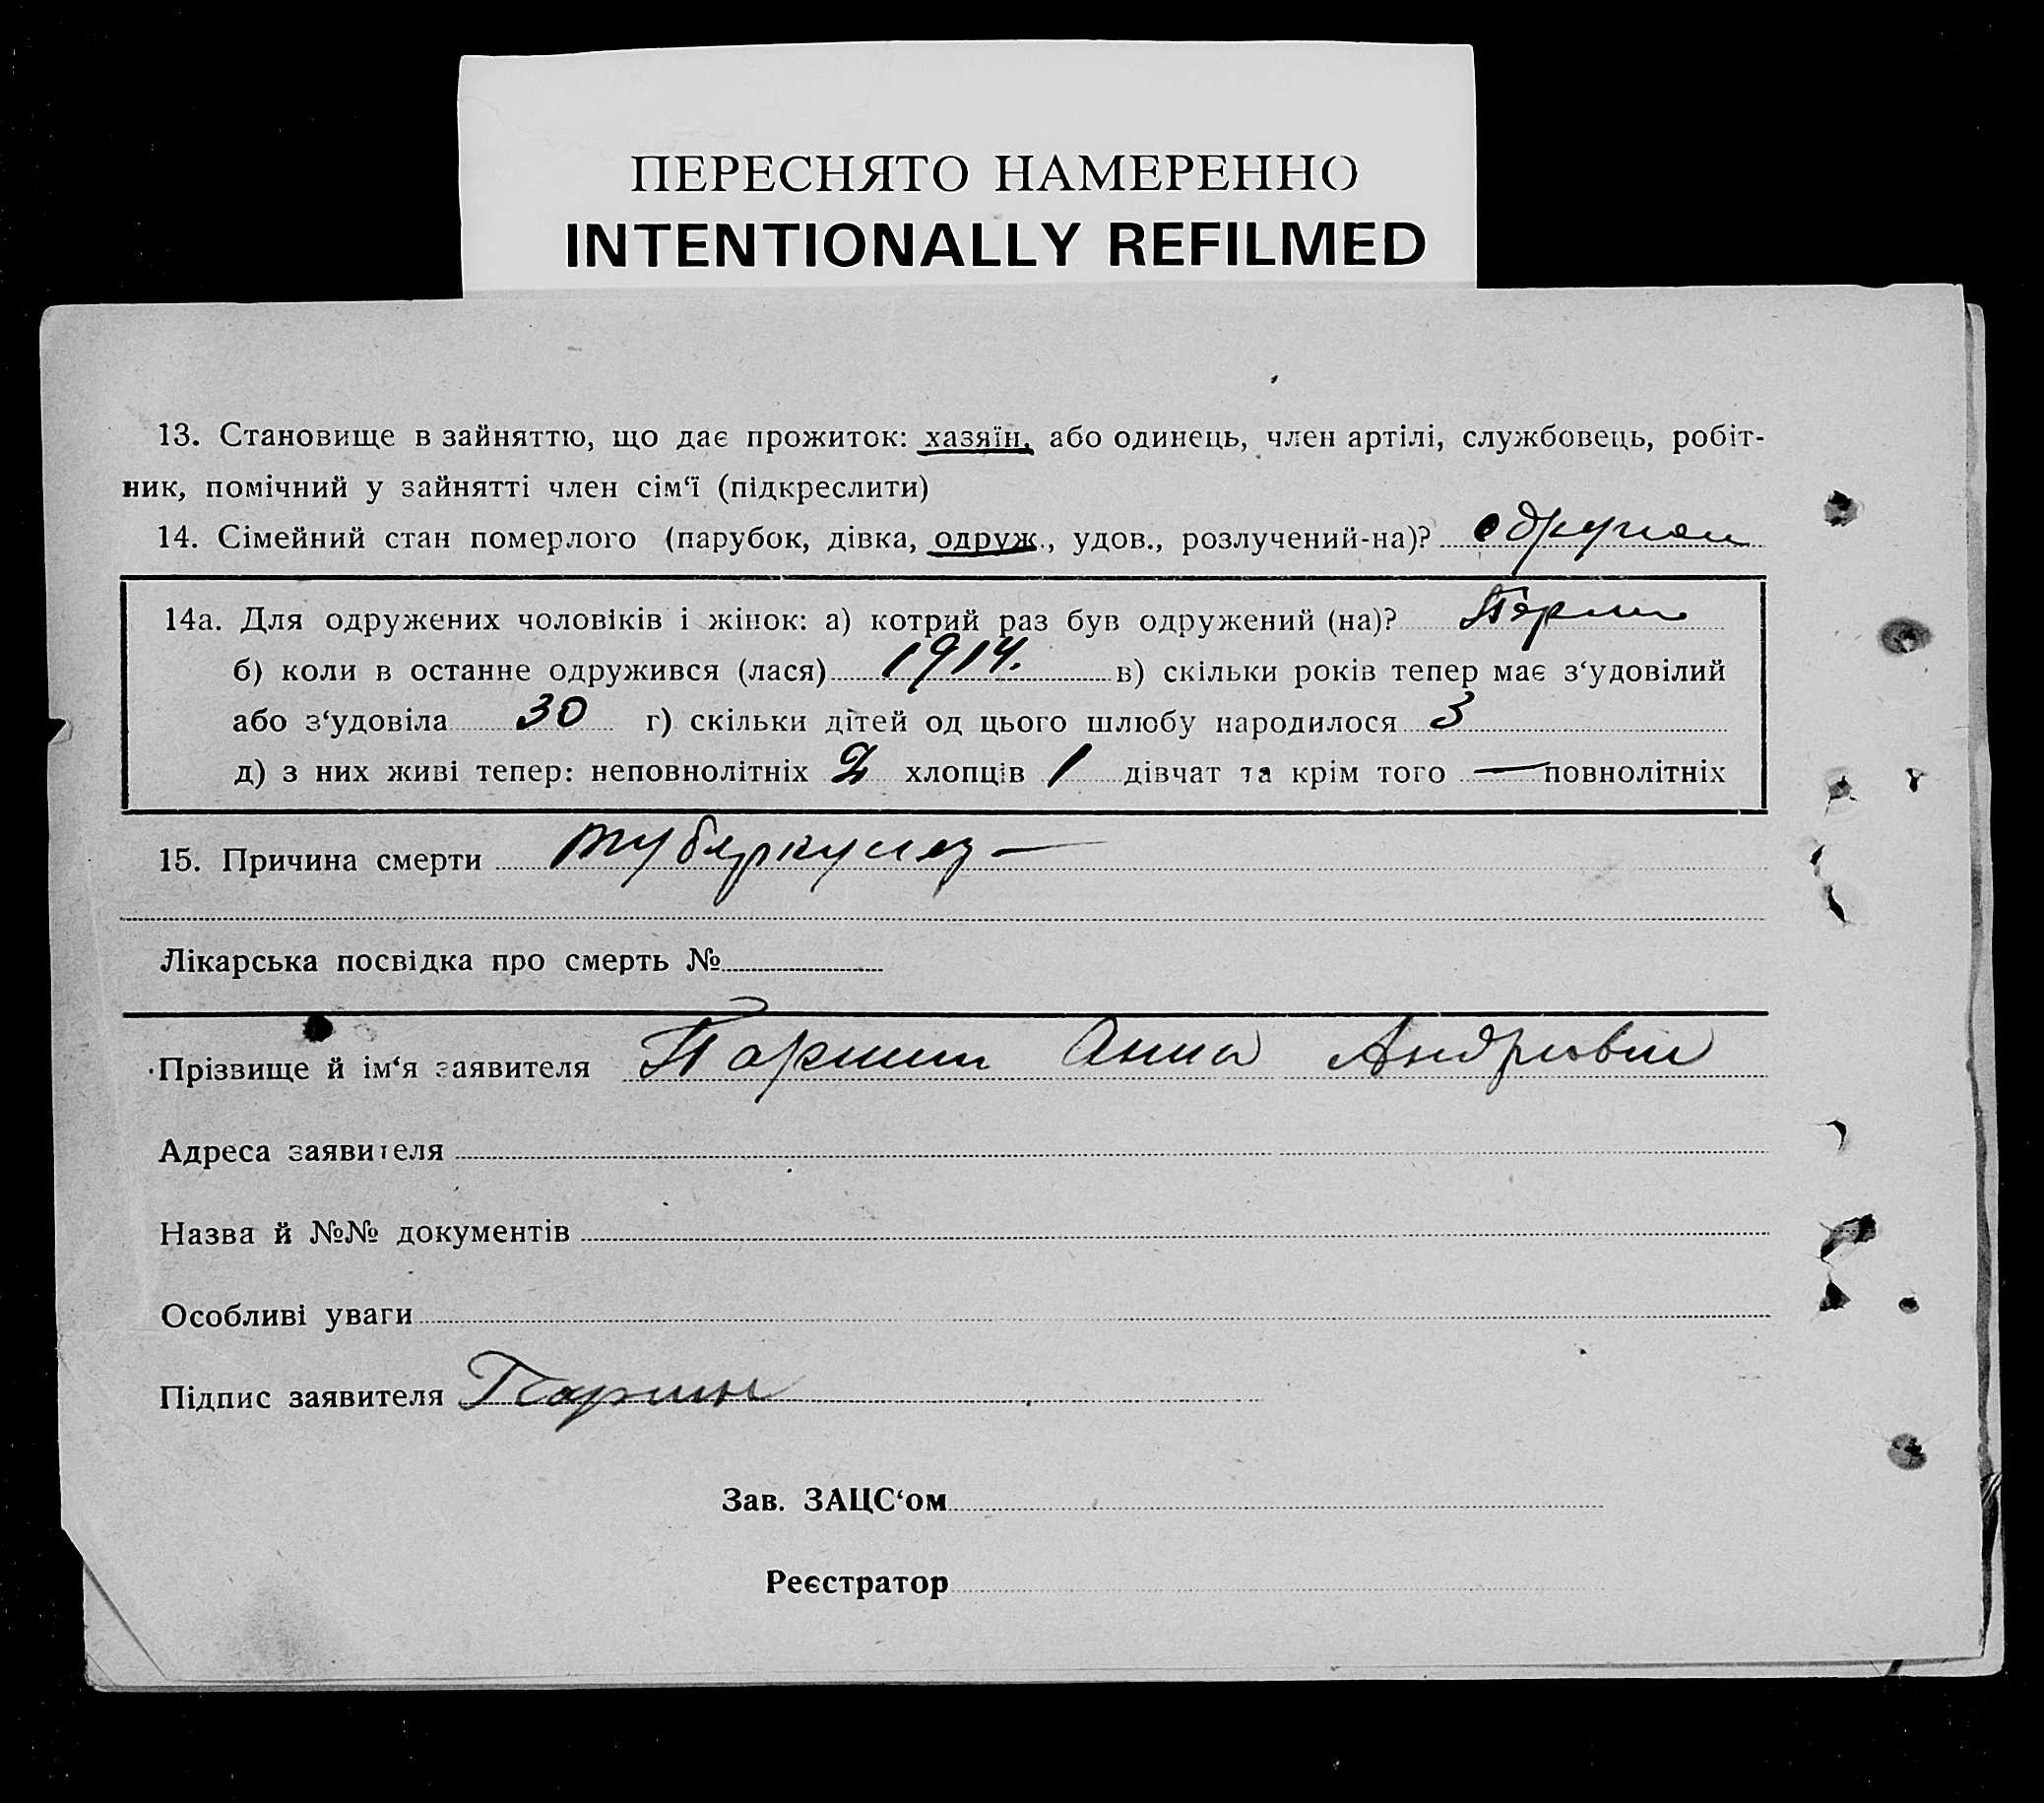 ПЕРЕСНЯТО НАМЕРЕННО
INTENTIONALLY REFILMED
13. Становище в зайняттю, що дає прожиток: хазяїн, або одинець, член артілі, службовець, робіт-
ник, помічний у зайнятті член сім‘ї (підкреслити)
14. Сімейний стан померлого (парубок, дівка, одруж., удов., розлучений-на)?
14а. Для одружених чоловіків і жінок: а) котрий раз був одружений (на)? Перш
б) коли в останне одружився (лася) 1914. в) скільки років тепер має з‘удовілий
або з‘удовіла 30 г) скільки дітей од цього шлюбу народилося 3
д) з них живі тепер: неповнолітніх 2 хлопців 1 дівчат та крім того — повнолітніх
15. Причина смерти туберкулез —
Лікарська посвідка про смерть №
Прізвище й ім‘я заявителя Анна
Адреса заявителя
Назва й №№ документів
Особливі уваги
Підпис заявителя
Зав. ЗАЦС‘ом
Реєстратор